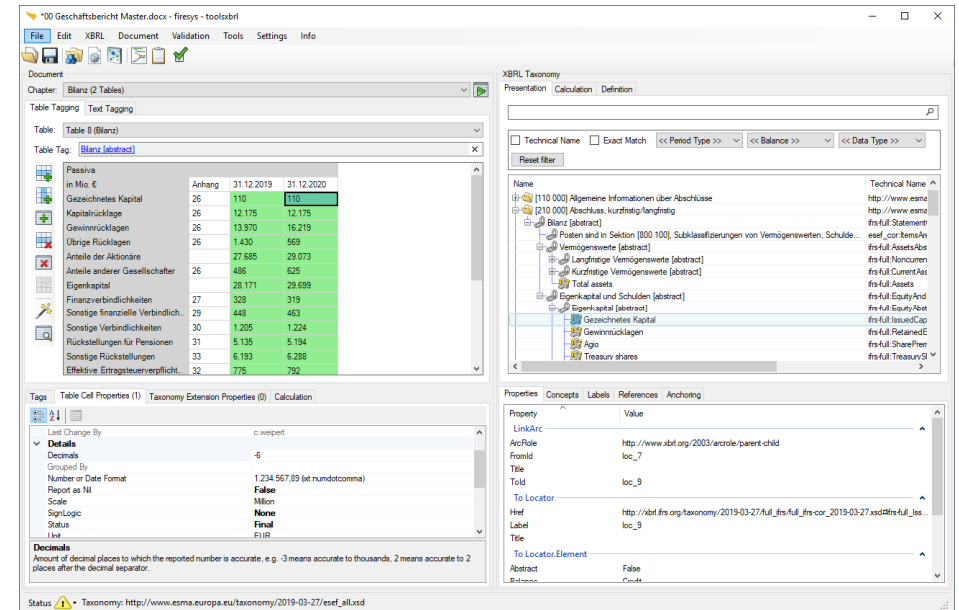 *00 Geschäftsbericht Master.docx - firesys - toolsxbrl
File Edit XBRL Document Validation Tools Settings Info
Document
Chapter: Bilanz (2 Tables)
Table Tagging Text Tagging
Table: Table 8 (Bilanz)
Table Tag: Bilanz [abstract]
Passiva
in Mio. € Anhang 31.12.2019 31.12.2020
Gezeichnetes Kapital 26 110 110
Kapitalrücklage 26 12.175 12.175
Gewinnrücklagen 26 13.970 16.219
Übrige Rücklagen 26 1.430 569
Anteile der Aktionäre 27.685 29.073
Anteile anderer Gesellschafter 26 486 625
Eigenkapital 28.171 29.699
Finanzverbindlichkeiten 27 328 319
Sonstige finanzielle Verbindlich... 29 448 463
Sonstige Verbindlichkeiten 30 1.205 1.224
Rückstellungen für Pensionen 31 5.135 5.194
Sonstige Rückstellungen 33 6.193 6.288
Effektive Ertragsteuerverpflicht... 32 775 792
Tags Table Cell Properties (1) Taxonomy Extension Properties (0) Calculation
Last Change By c.weipert
Details
Decimals -6
Grouped By
Number or Date Format 1.234.567,89 (ixt:numdotcomma)
Report as Nil False
Scale Million
SignLogic None
Status Final
Unit EUR
Decimals
Amount of decimal places to which the reported number is accurate, e.g. -3 means accurate to thousands, 2 means accurate to 2
places after the decimal separator.
XBRL Taxonomy
Presentation Calculation Definition
Technical Name Exact Match << Period Type >> << Balance >> << Data Type >>
Reset filter
Name Technical Name
[110 000] Allgemeine Informationen über Abschlüsse http://www.esma
[210 000] Abschluss, kurzfristig/langfristig http://www.esma
Bilanz [abstract] ifrs-full:Statement
Posten sind in Sektion [800 100], Subklassifizierungen von Vermögenswerten, Schulde... esef_cor:ItemsAre
Vermögenswerte [abstract] ifrs-full:AssetsAbs
Langfristige Vermögenswerte [abstract] ifrs-full:Noncurren
Kurzfristige Vermögenswerte [abstract] ifrs-full:CurrentAss
Total assets ifrs-full:Assets
Eigenkapital und Schulden [abstract] ifrs-full:EquityAnd
Eigenkapital [abstract] ifrs-full:EquityAbst
Gezeichnetes Kapital ifrs-full:IssuedCap
Gewinnrücklagen ifrs-full:RetainedE
Agio ifrs-full:SharePrem
Treasury shares ifrs-full:TreasurySh
Properties Concepts Labels References Anchoring
Property Value
LinkArc
ArcRole http://www.xbrl.org/2003/arcrole/parent-child
FromId loc_7
Title
ToId loc_9
To Locator
Href http://xbrl.ifrs.org/taxonomy/2019-03-27/full_ifrs/full_ifrs-cor_2019-03-27.xsd#ifrs-full_Iss...
Label loc_9
Title
To Locator.Element
Abstract False
Balance Credit
Status Taxonomy: http://www.esma.europa.eu/taxonomy/2019-03-27/esef_all.xsd